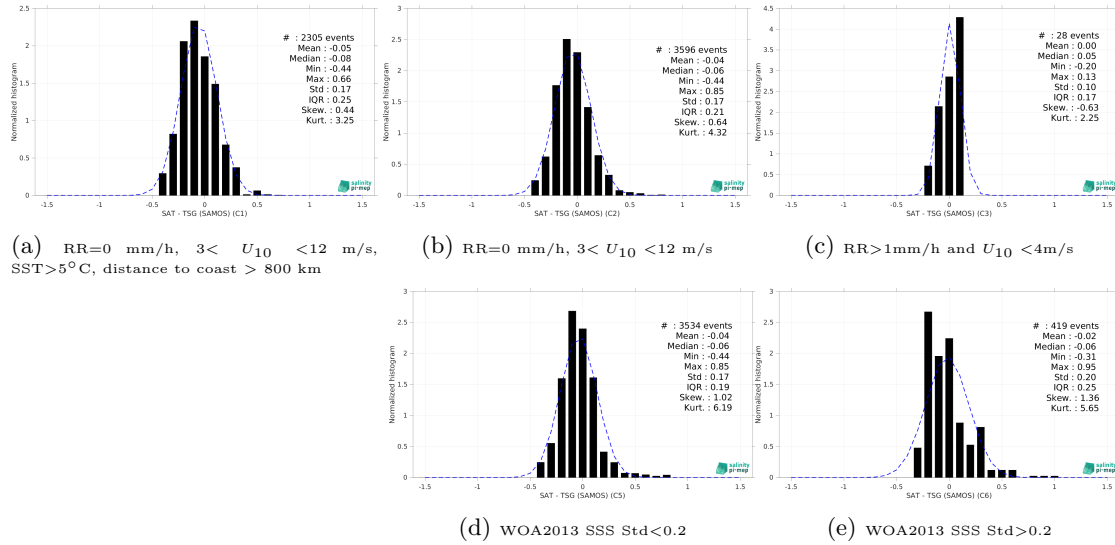 4.5
2.5
3
# : 2305 events
Mean : -0.05
Median : -0.08
Min : -0.44
Max : 0.66
Std : 0.17
IQR : 0.25
Skew. : 0.44
Kurt. : 3.25
# : 3596 events
Mean : -0.04
Median : -0.06
Min : -0.44
Max : 0.85
Std : 0.17
IQR : 0.21
Skew. : 0.64
Kurt. : 4.32
# : 28 events
Mean : 0.00
Median : 0.05
Min : -0.20
Max : 0.13
Std : 0.10
IQR : 0.17
Skew. : -0.63
Kurt. : 2.25
Normalized histogram
2
1.5
1
0.5
0
Normalized histogram
2.5
2
1.5
1
0.5
0
Normalized histogram
4
3.5
3
2.5
2
1.5
1
0.5
0
salinity
pi-mep
salinity
pi-mep
salinity
pi-mep
-1.5 -1 -0.5 0 0.5 1 1.5
-1.5 -1 -0.5 0 0.5 1 1.5
-1.5 -1 -0.5 0 0.5 1 1.5
SAT - TSG (SAMOS) (C1)
SAT - TSG (SAMOS) (C2)
SAT - TSG (SAMOS) (C3)
(a) RR=0 mm/h, 3< U10 <12 m/s,
SST>5°C, distance to coast > 800 km
(b) RR=0 mm/h, 3< U10 <12 m/s
(c) RR>1mm/h and U10 <4m/s
3
2.5
2
1.5
1
0.5
0
Normalized histogram
# : 3534 events
Mean : -0.04
Median : -0.06
Min : -0.44
Max : 0.85
Std : 0.17
IQR : 0.19
Skew. : 1.02
Kurt. : 6.19
salinity
pi-mep
-1.5 -1 -0.5 0 0.5 1 1.5
SAT - TSG (SAMOS) (C5)
3
2.5
2
1.5
1
0.5
0
Normalized histogram
# : 419 events
Mean : -0.02
Median : -0.06
Min : -0.31
Max : 0.95
Std : 0.20
IQR : 0.25
Skew. : 1.36
Kurt. : 5.65
salinity
pi-mep
-1.5 -1 -0.5 0 0.5 1 1.5
SAT - TSG (SAMOS) (C6)
(d) WOA2013 SSS Std<0.2
(e) WOA2013 SSS Std>0.2